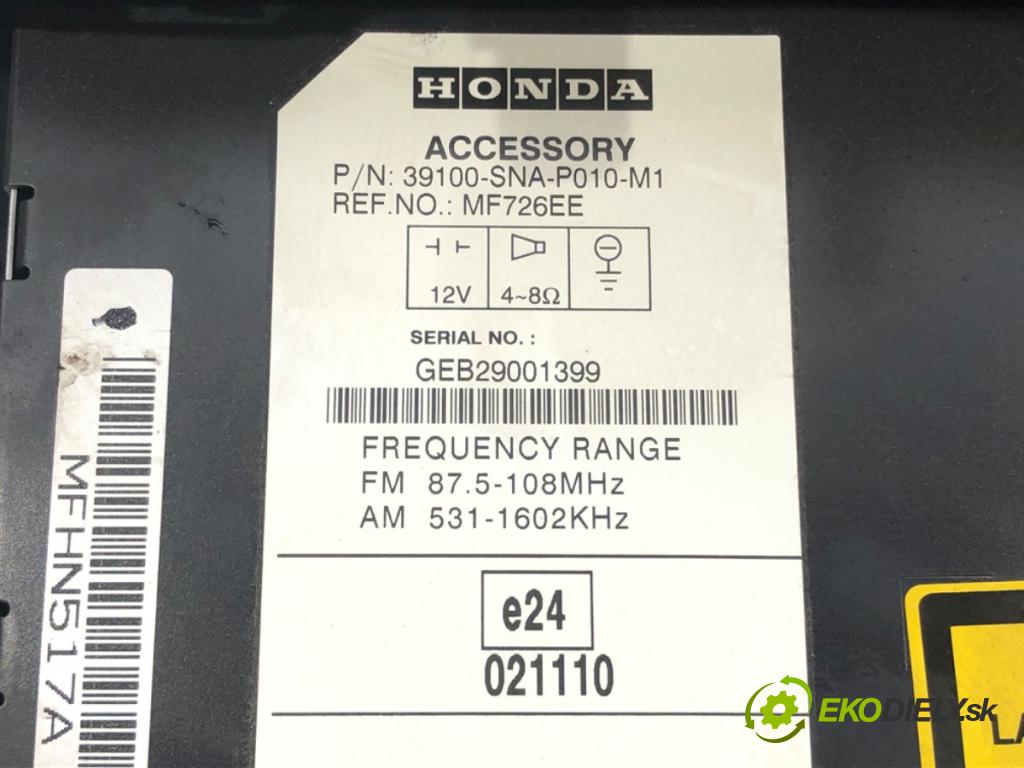 HONDA
ACCESSORY
P/N: 39100-SNA-P010-M1
REF.NO.: MF726EE
12V
4~8Ω
SERIAL NO. :
GEB29001399
FREQUENCY RANGE
FM 87.5-108MHz
AM 531-1602KHz
e24
021110
MFHN517A
EKODIELY.sk